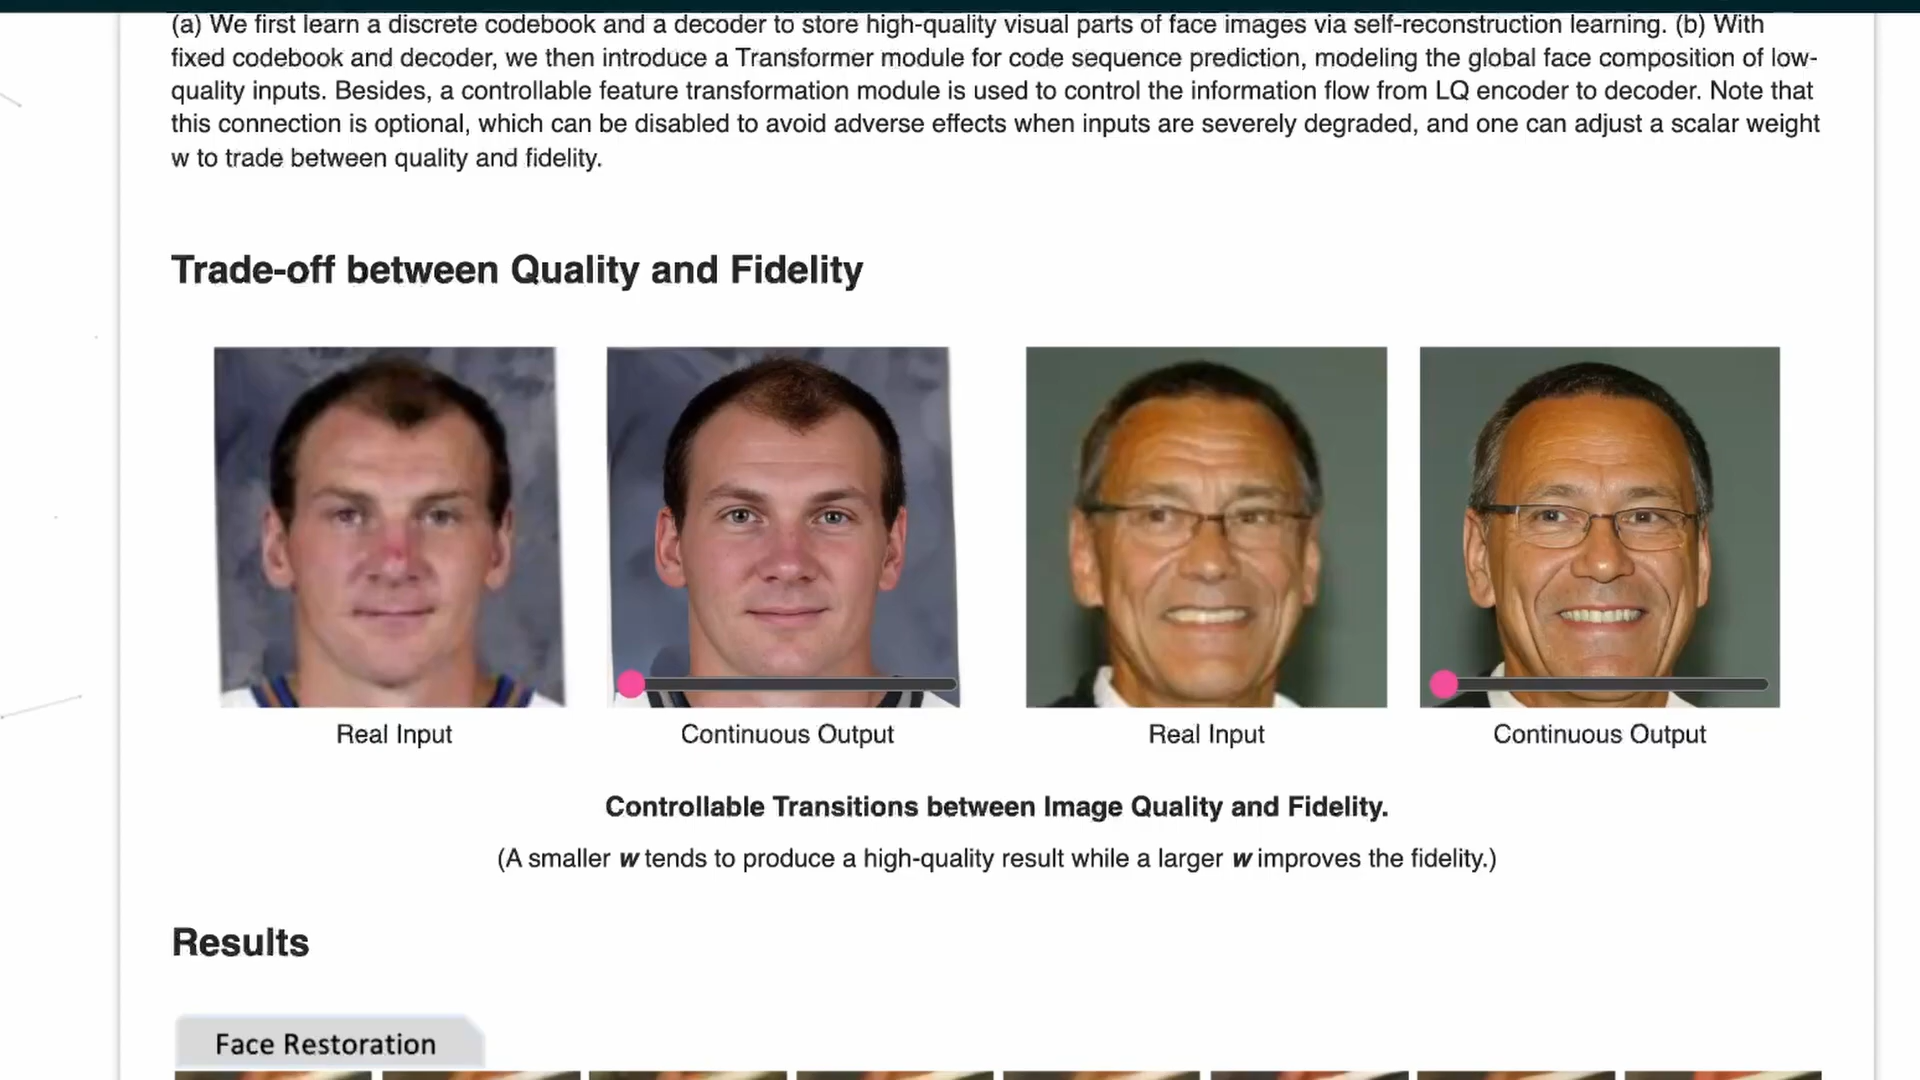 (a) We first learn a discrete codebook and a decoder to store high-quality visual parts of face images via self-reconstruction learning. (b) With
fixed codebook and decoder, we then introduce a Transformer module for code sequence prediction, modeling the global face composition of low-
quality inputs. Besides, a controllable feature transformation module is used to control the information flow from LQ encoder to decoder. Note that
this connection is optional, which can be disabled to avoid adverse effects when inputs are severely degraded, and one can adjust a scalar weight
w to trade between quality and fidelity.
Trade-off between Quality and Fidelity
Real Input
Continuous Output
Real Input
Continuous Output
Controllable Transitions between Image Quality and Fidelity.
(A smaller w tends to produce a high-quality result while a larger w improves the fidelity.)
Results
Face Restoration